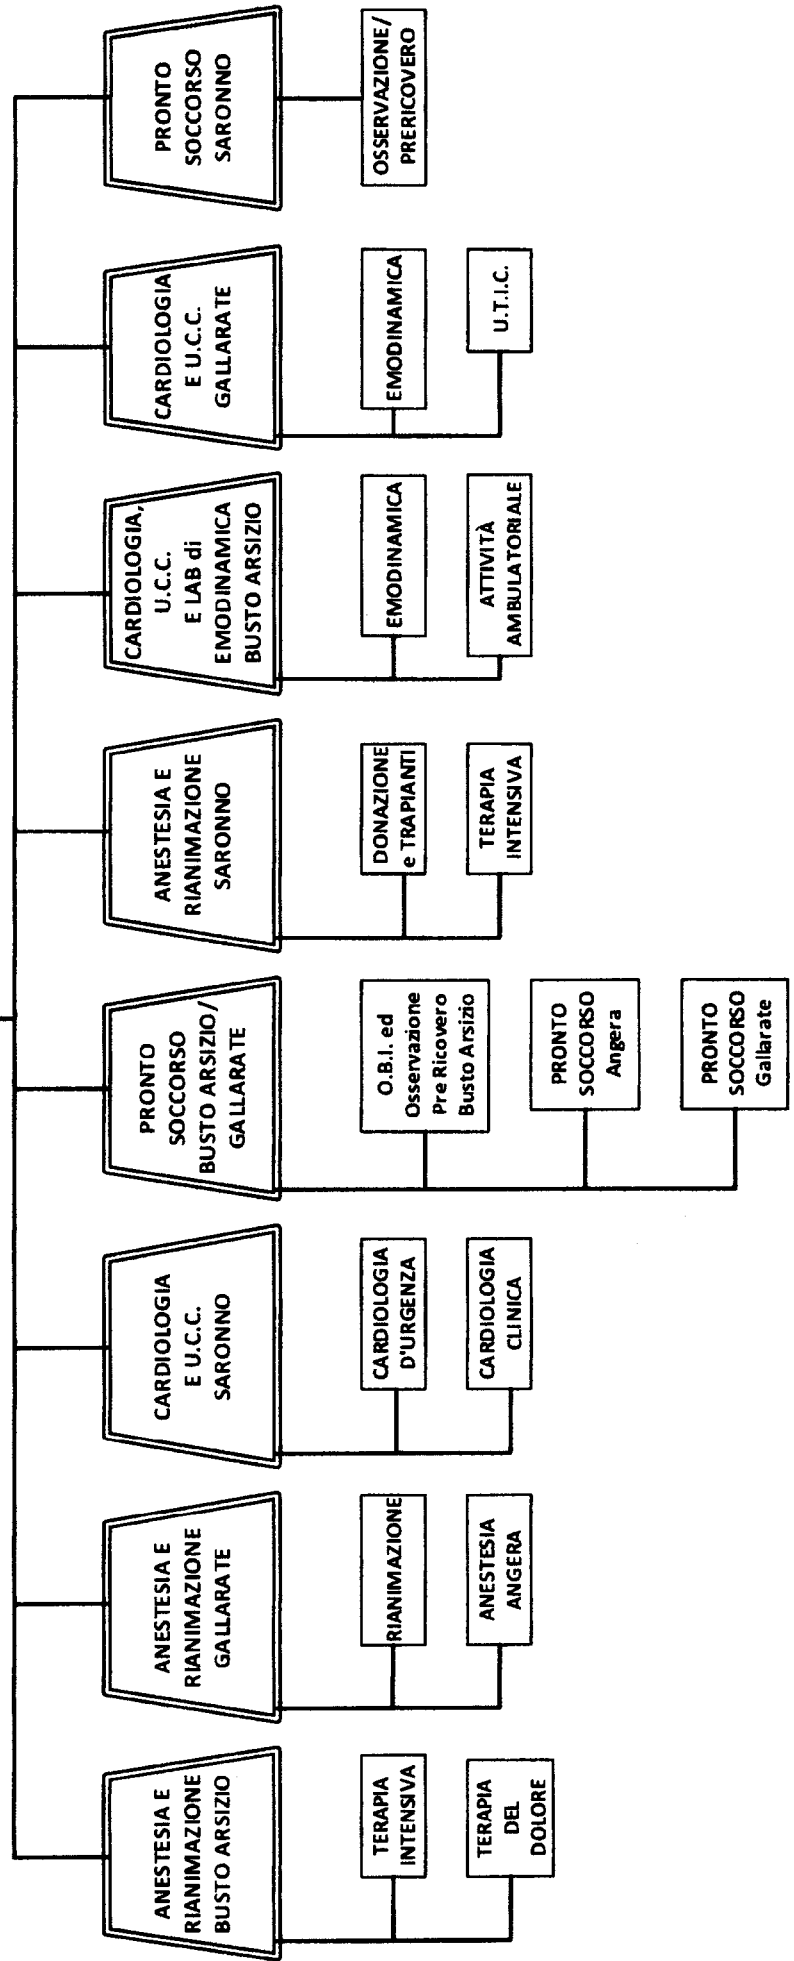 ANESTESIA E
RIANIMAZIONE
BUSTO ARSIZIO
TERAPIA
INTENSIVA
TERAPIA
DEL
DOLORE
ANESTESIA E
RIANIMAZIONE
GALLARATE
RIANIMAZIONE
ANESTESIA
ANGERA
CARDIOLOGIA
E U.C.C.
SARONNO
CARDIOLOGIA
D'URGENZA
CARDIOLOGIA
CLINICA
PRONTO
SOCCORSO
BUSTO ARSIZIO/
GALLARATE
O.B.I. ed
Osservazione
Pre Ricovero
Busto Arsizio
PRONTO
SOCCORSO
Angera
PRONTO
SOCCORSO
Gallarate
ANESTESIA E
RIANIMAZIONE
SARONNO
DONAZIONE
e TRAPIANTI
TERAPIA
INTENSIVA
CARDIOLOGIA,
U.C.C.
E LAB di
EMODINAMICA
BUSTO ARSIZIO
EMODINAMICA
ATTIVITÀ
AMBULATORIALE
CARDIOLOGIA
E U.C.C.
GALLARATE
EMODINAMICA
U.T.I.C.
PRONTO
SOCCORSO
SARONNO
OSSERVAZIONE/
PRERICOVERO